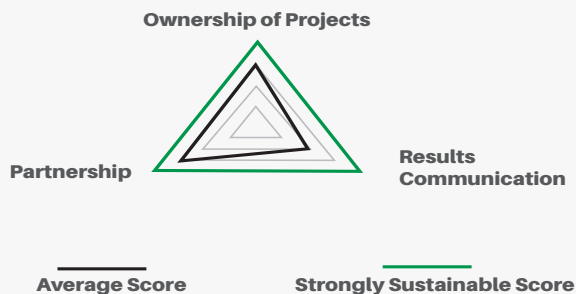 Ownership of Projects
Partnership
Results
Communication
Average Score
Strongly Sustainable Score